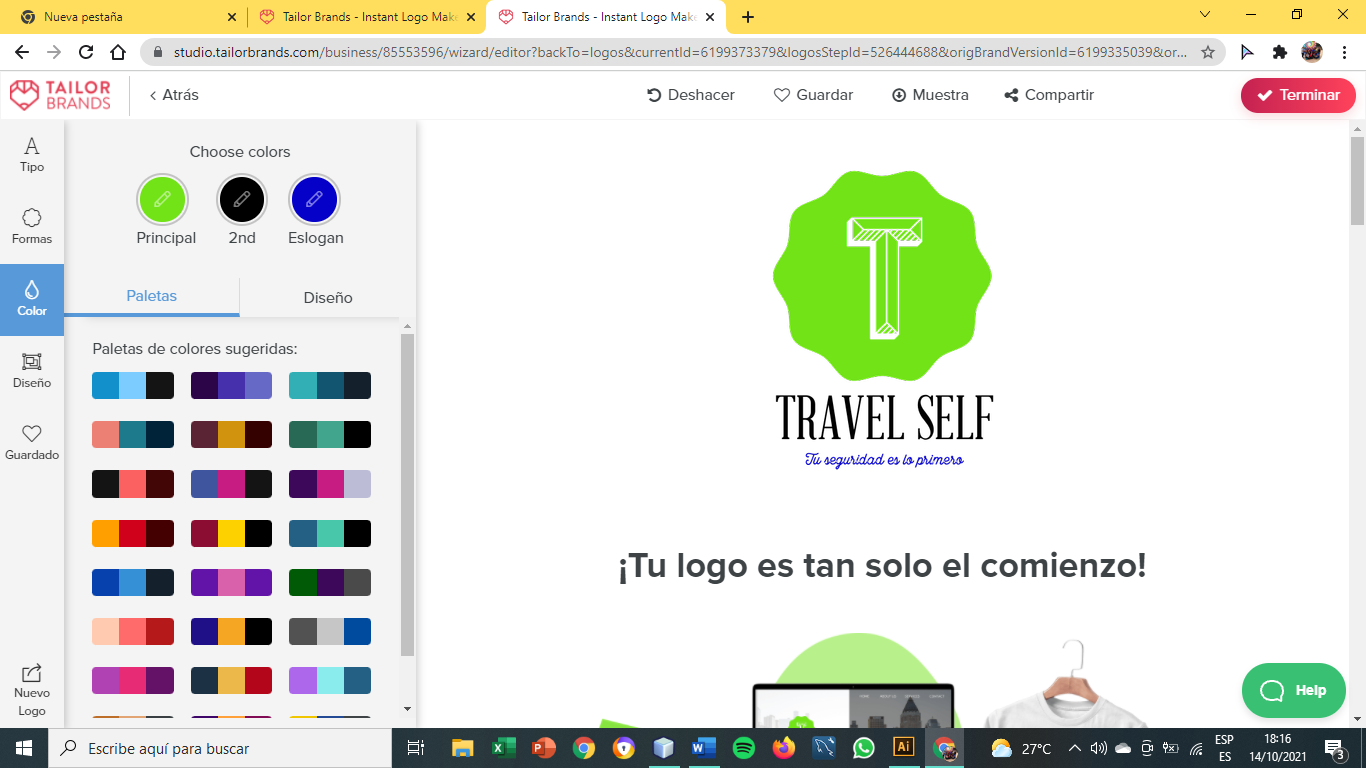 Nueva pestaña
Tailor Brands - Instant Logo Make
Tailor Brands - Instant Logo Make
studio.tailorbrands.com/business/85553596/wizard/editor?backTo=logos&currentId=6199373379&logosStepId=526444688&origBrandVersionId=6199335039&or...
TAILOR
BRANDS
Atrás
Deshacer
Guardar
Muestra
Compartir
Terminar
Tipo
Formas
Color
Diseño
Guardado
Nuevo
Logo
Choose colors
Principal
2nd
Eslogan
Paletas
Diseño
Paletas de colores sugeridas:
T
TRAVEL SELF
Tu seguridad es lo primero
¡Tu logo es tan solo el comienzo!
Help
Escribe aquí para buscar
27°C
ESP
ES
18:16
14/10/2021
3